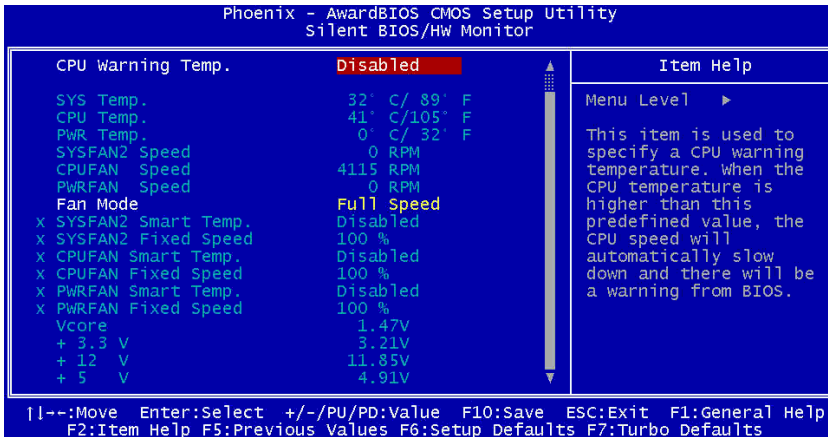 Phoenix - AwardBIOS CMOS Setup Utility
Silent BIOS/HW Monitor
CPU Warning Temp. Disabled
SYS Temp. 32° C/ 89° F
CPU Temp. 41° C/105° F
PWR Temp. 0° C/ 32° F
SYSFAN2 Speed 0 RPM
CPUFAN Speed 4115 RPM
PWRFAN Speed 0 RPM
Fan Mode Full Speed
x SYSFAN2 Smart Temp. Disabled
x SYSFAN2 Fixed Speed 100 %
x CPUFAN Smart Temp. Disabled
x CPUFAN Fixed Speed 100 %
x PWRFAN Smart Temp. Disabled
x PWRFAN Fixed Speed 100 %
Vcore 1.47V
+ 3.3 V 3.21V
+ 12 V 11.85V
+ 5 V 4.91V
Item Help
Menu Level ▶
This item is used to
specify a CPU warning
temperature. When the
CPU temperature is
higher than this
predefined value, the
CPU speed will
automatically slow
down and there will be
a warning from BIOS.
↑↓→←:Move Enter:Select +/-/PU/PD:Value F10:Save ESC:Exit F1:General Help
F2:Item Help F5:Previous Values F6:Setup Defaults F7:Turbo Defaults